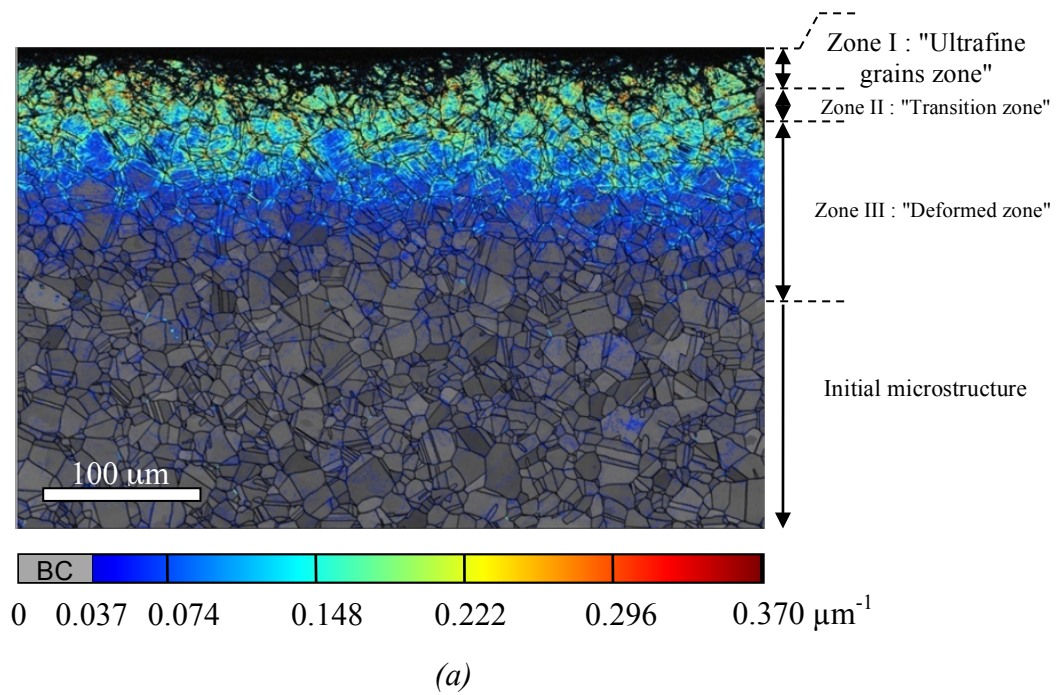 Zone I : "Ultrafine
grains zone"
Zone II : "Transition zone"
Zone III : "Deformed zone"
Initial microstructure
100 µm
BC
0 0.037 0.074 0.148 0.222 0.296 0.370 µm⁻¹
(a)